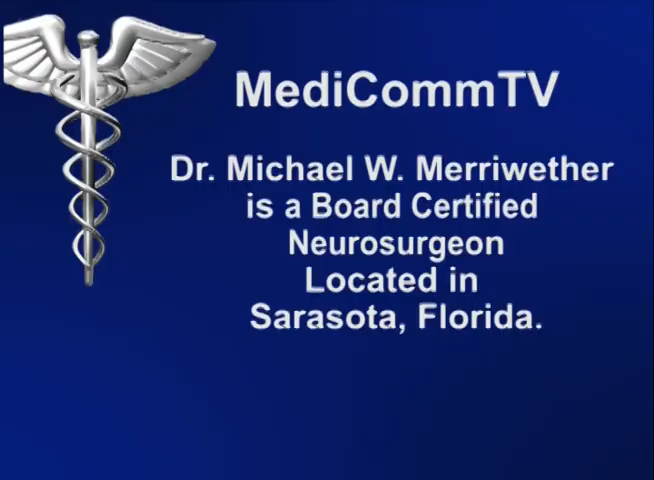 MediCommTV
Dr. Michael W. Merriwether
is a Board Certified
Neurosurgeon
Located in
Sarasota, Florida.